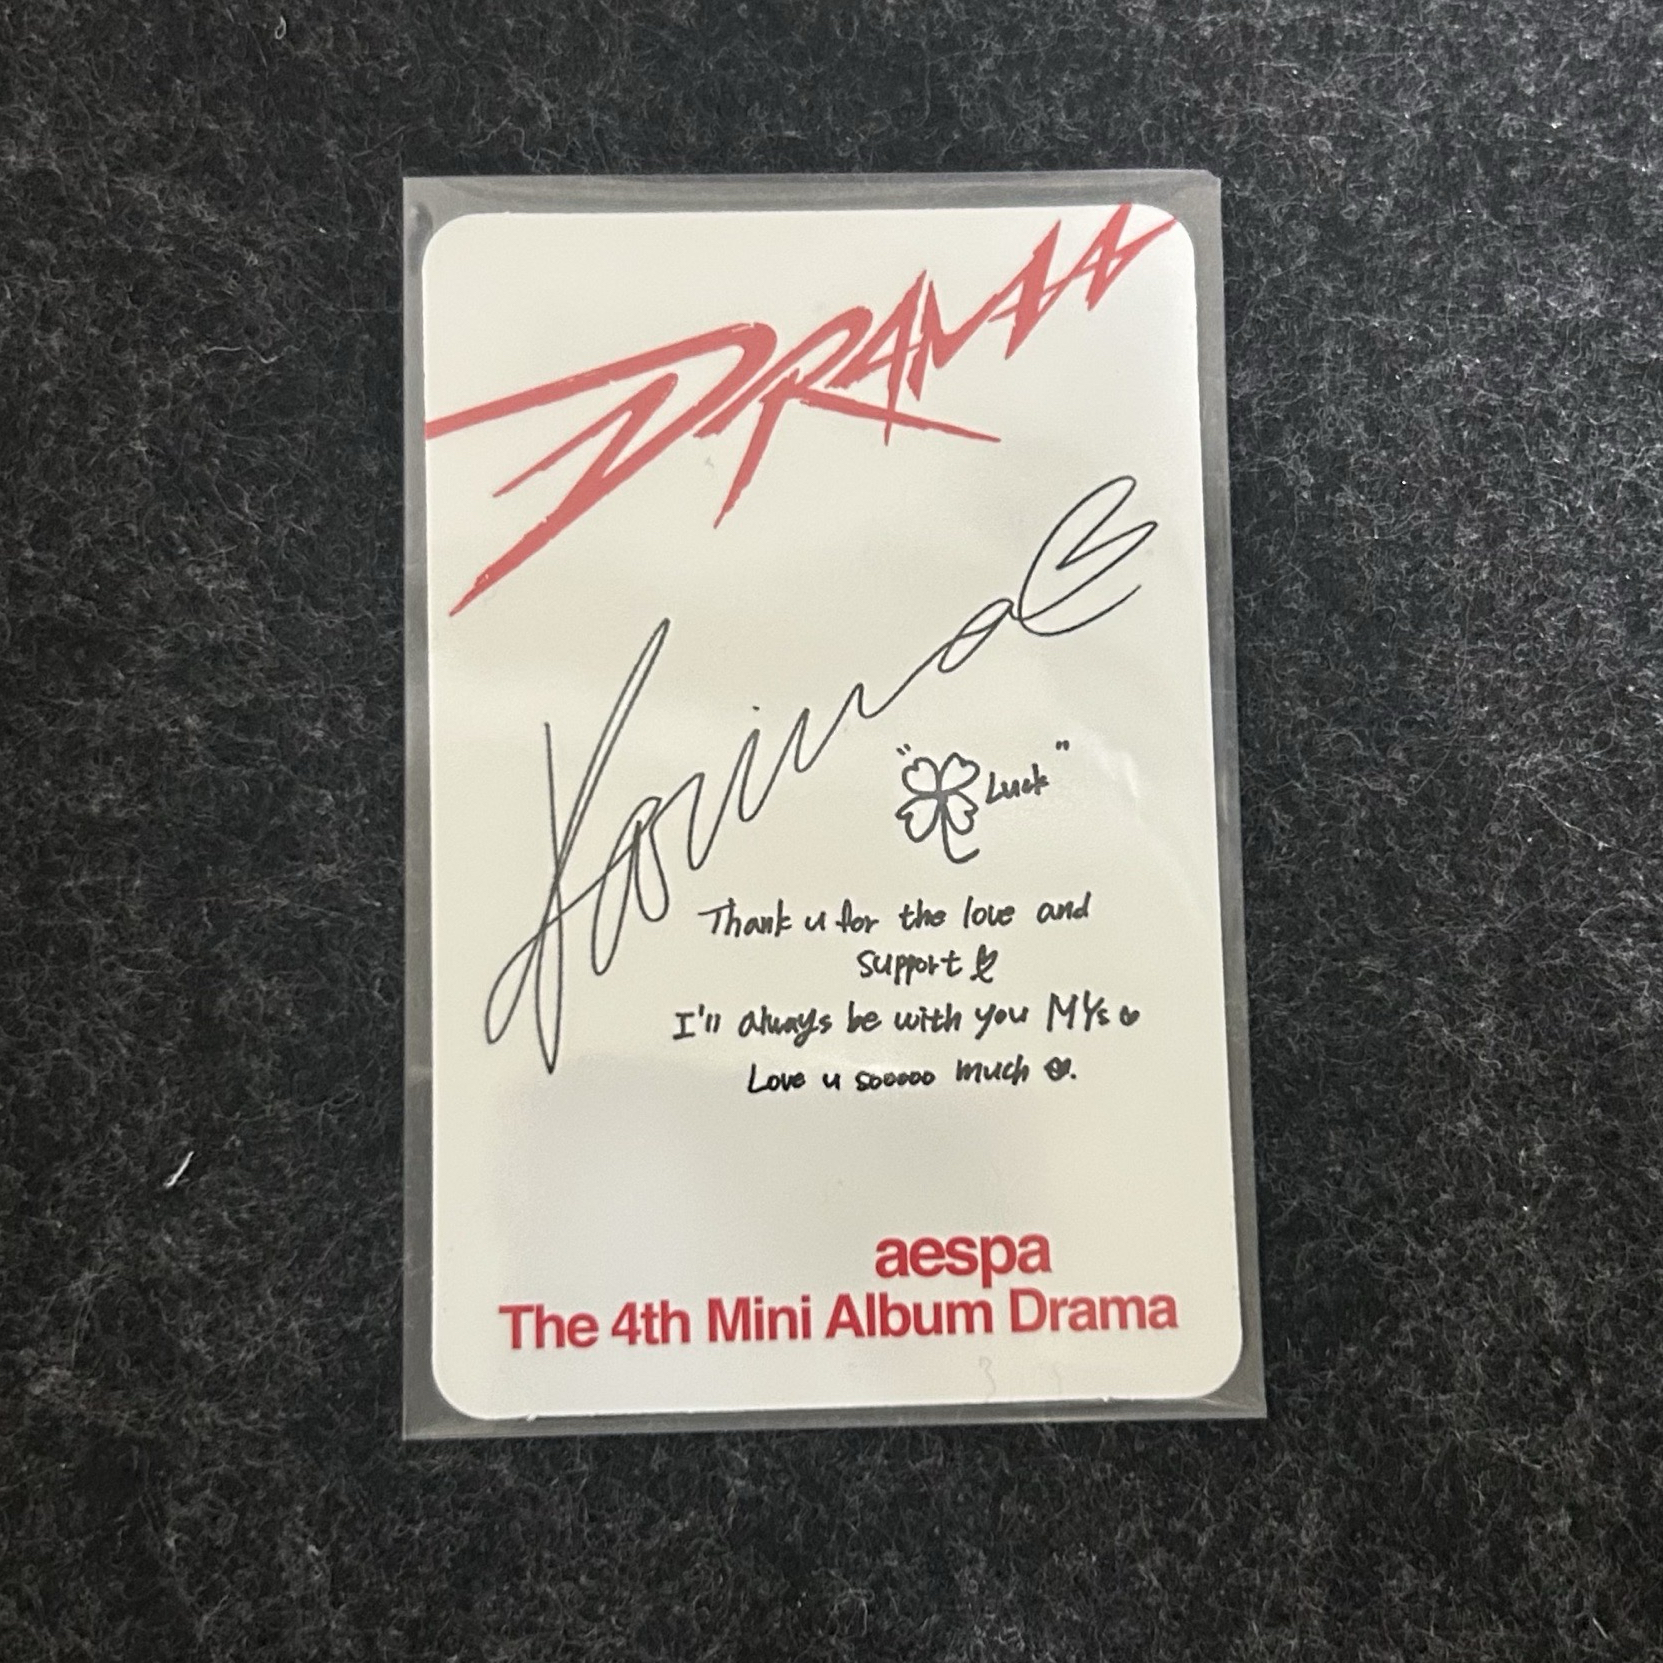 DRAMA
Karina
"Luck"
Thank u for the love and
support
I'll always be with you MYs
Love u sooooo much
aespa
The 4th Mini Album Drama